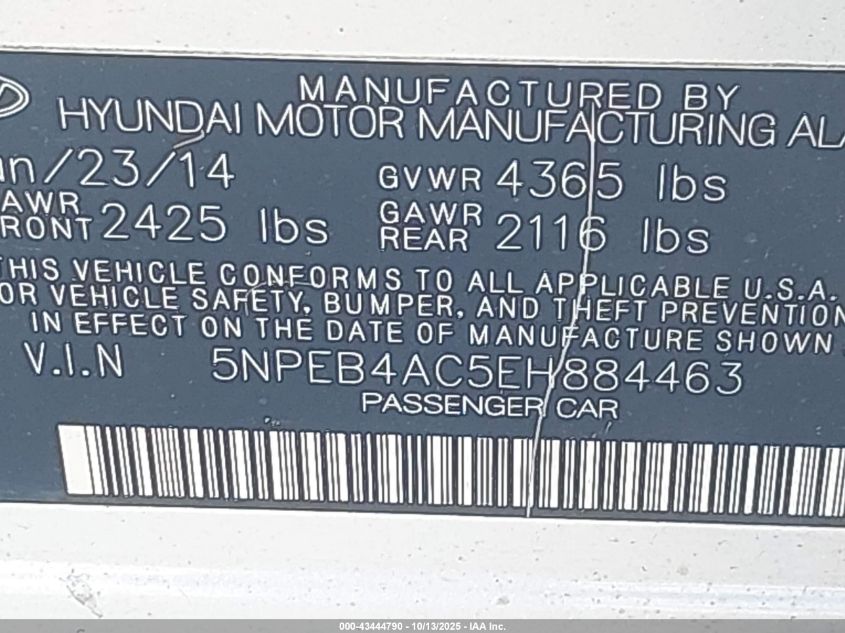 MANUFACTURED BY
HYUNDAI MOTOR MANUFACTURING ALA
an/23/14 GVWR 4365 lbs
AWR RONT 2425 lbs GAWR REAR 2116 lbs
THIS VEHICLE CONFORMS TO ALL APPLICABLE U.S.A.
OR VEHICLE SAFETY, BUMPER, AND THEFT PREVENTION
IN EFFECT ON THE DATE OF MANUFACTURE SHOWN
V.I.N 5NPEB4AC5EH884463
PASSENGER CAR
000-43444790 - 10/13/2025 - IAA Inc.